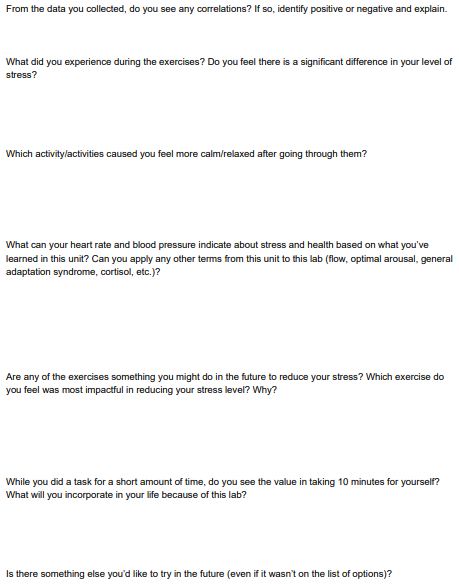 From the data you collected, do you see any correlations? If so, identify positive or negative and explain.
What did you experience during the exercises? Do you feel there is a significant difference in your level of
stress?
Which activity/activities caused you feel more calm/relaxed after going through them?
What can your heart rate and blood pressure indicate about stress and health based on what you've
learned in this unit? Can you apply any other terms from this unit to this lab (flow, optimal arousal, general
adaptation syndrome, cortisol, etc.)?
Are any of the exercises something you might do in the future to reduce your stress? Which exercise do
you feel was most impactful in reducing your stress level? Why?
While you did a task for a short amount of time, do you see the value in taking 10 minutes for yourself?
What will you incorporate in your life because of this lab?
Is there something else you'd like to try in the future (even if it wasn't on the list of options)?